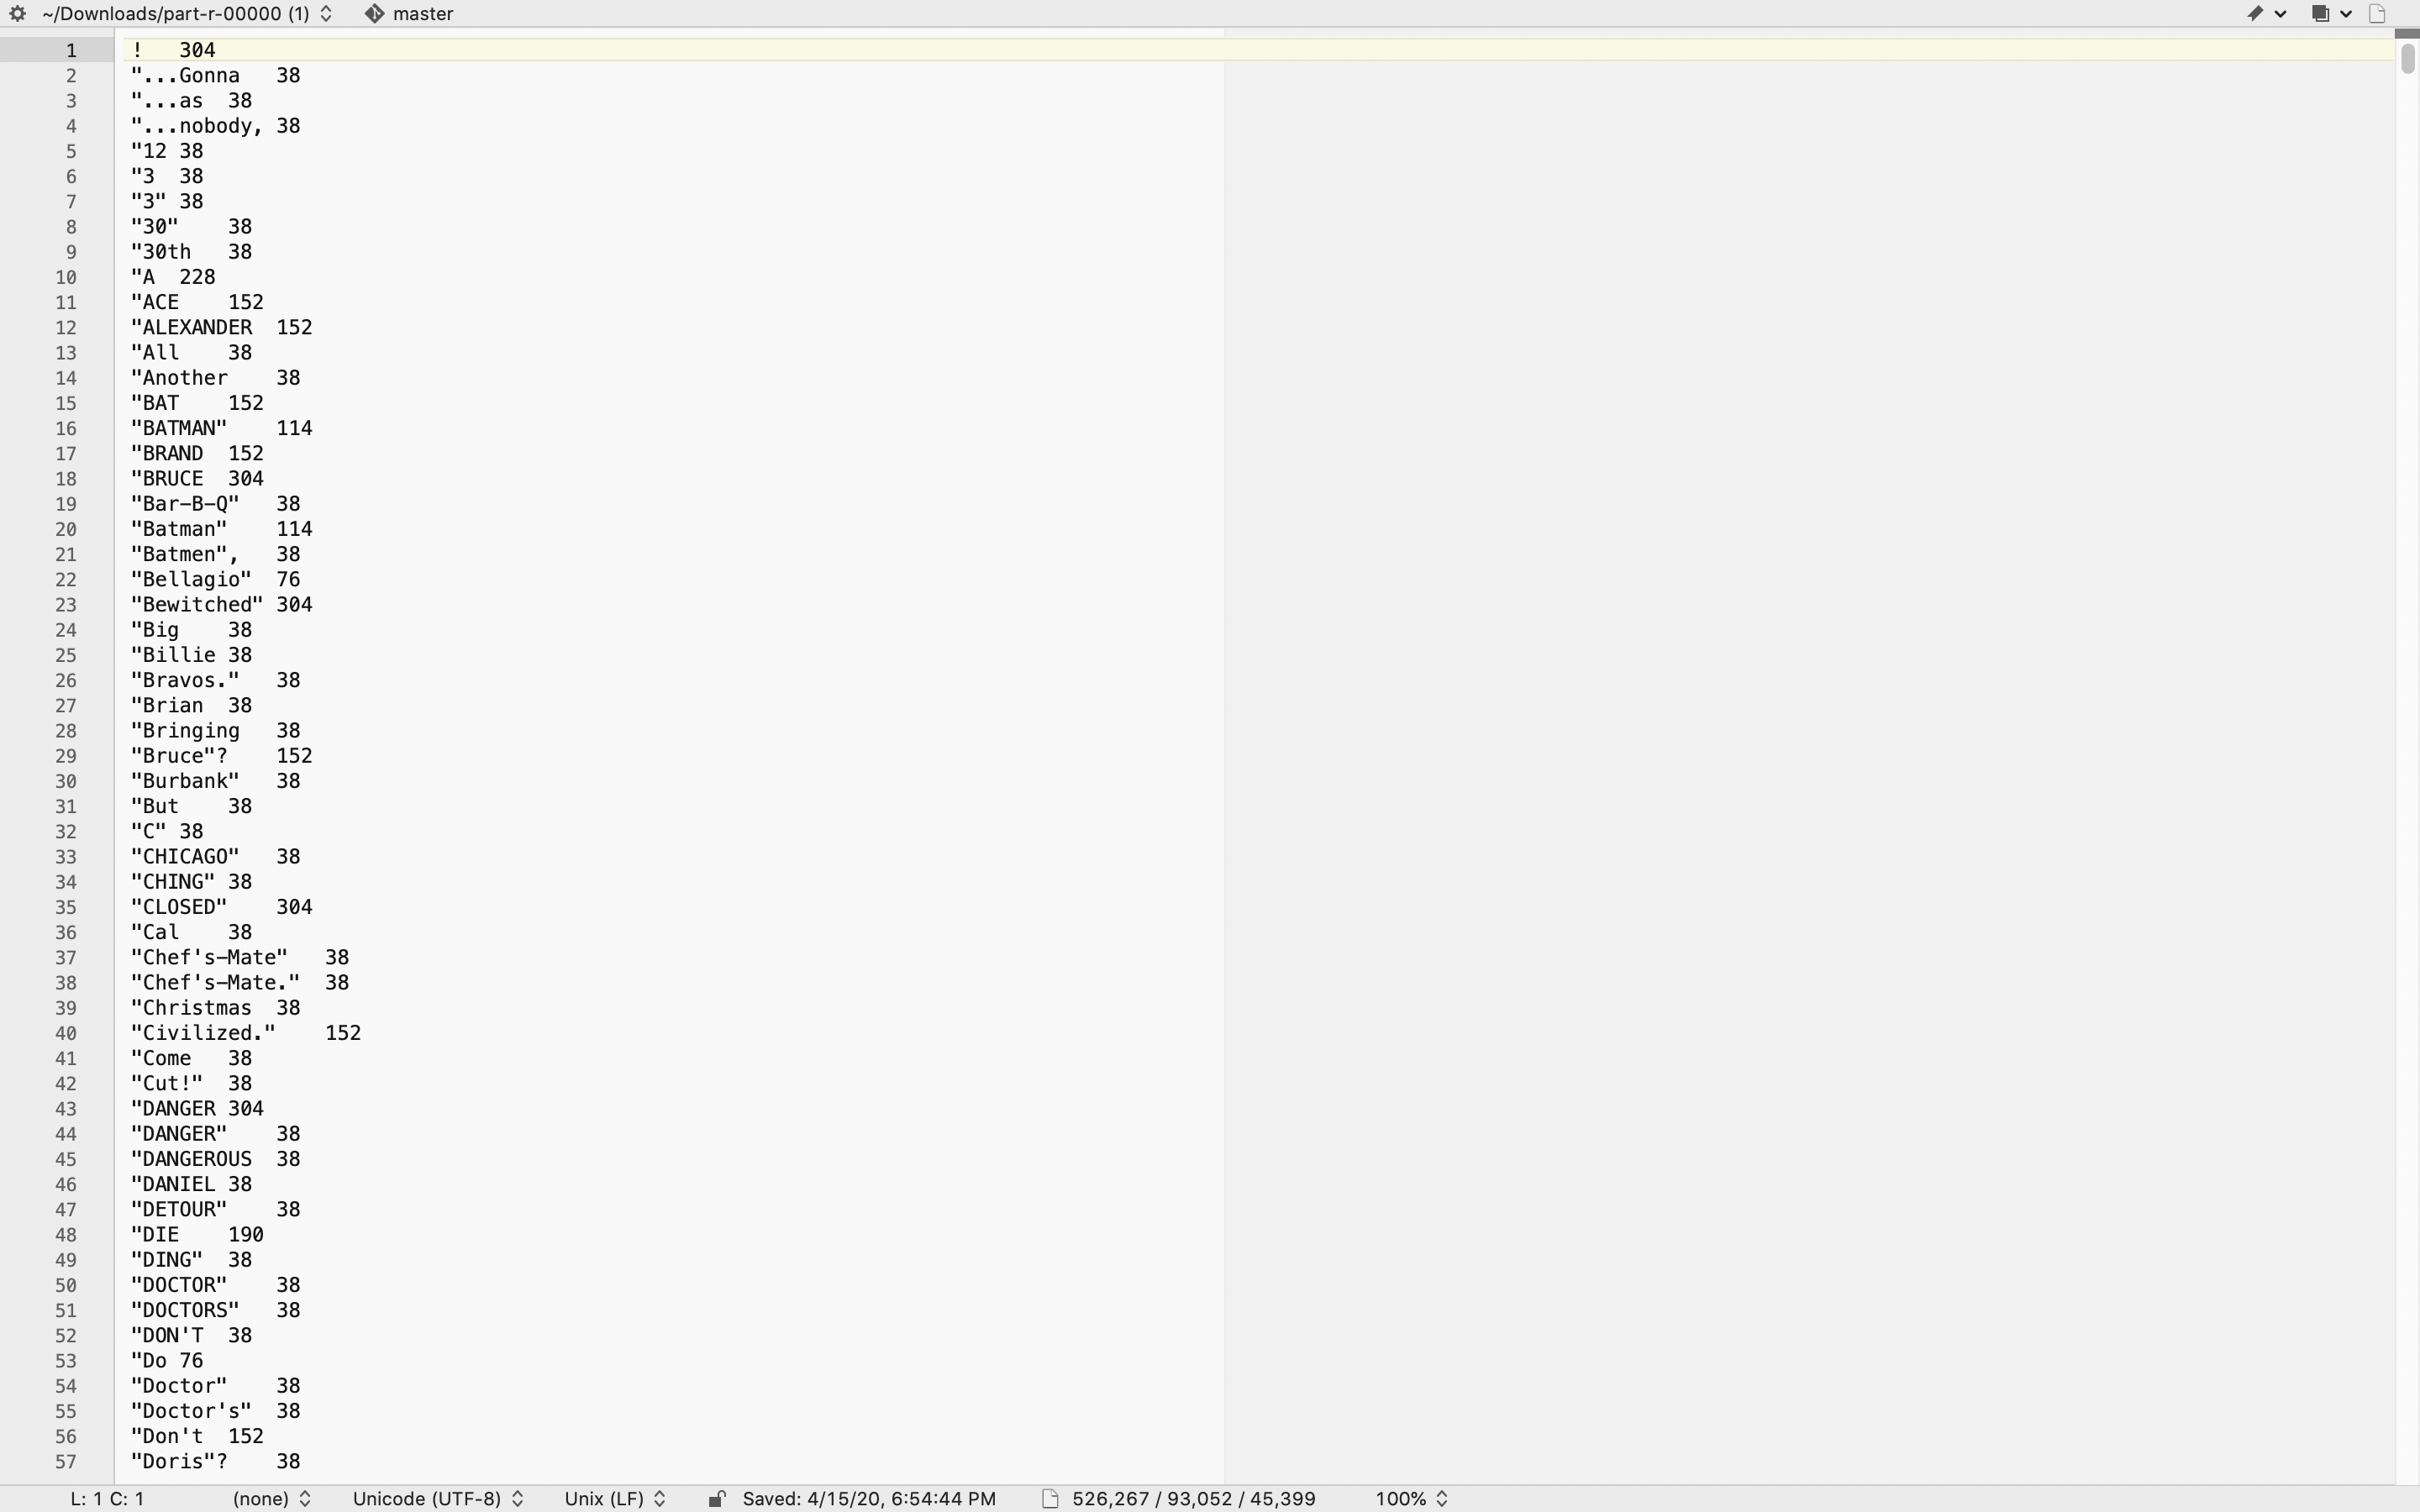 ~/Downloads/part-r-00000 (1) master
1 ! 304
2 "...Gonna 38
3 "...as 38
4 "...nobody, 38
5 "12 38
6 "3 38
7 "3" 38
8 "30" 38
9 "30th 38
10 "A 228
11 "ACE 152
12 "ALEXANDER 152
13 "All 38
14 "Another 38
15 "BAT 152
16 "BATMAN" 114
17 "BRAND 152
18 "BRUCE 304
19 "Bar-B-Q" 38
20 "Batman" 114
21 "Batmen", 38
22 "Bellagio" 76
23 "Bewitched" 304
24 "Big 38
25 "Billie 38
26 "Bravos." 38
27 "Brian 38
28 "Bringing 38
29 "Bruce"? 152
30 "Burbank" 38
31 "But 38
32 "C" 38
33 "CHICAGO" 38
34 "CHING" 38
35 "CLOSED" 304
36 "Cal 38
37 "Chef's-Mate" 38
38 "Chef's-Mate." 38
39 "Christmas 38
40 "Civilized." 152
41 "Come 38
42 "Cut!" 38
43 "DANGER 304
44 "DANGER" 38
45 "DANGEROUS 38
46 "DANIEL 38
47 "DETOUR" 38
48 "DIE 190
49 "DING" 38
50 "DOCTOR" 38
51 "DOCTORS" 38
52 "DON'T 38
53 "Do 76
54 "Doctor" 38
55 "Doctor's" 38
56 "Don't 152
57 "Doris"? 38
L: 1 C: 1 (none) Unicode (UTF-8) Unix (LF) Saved: 4/15/20, 6:54:44 PM 526,267 / 93,052 / 45,399 100%